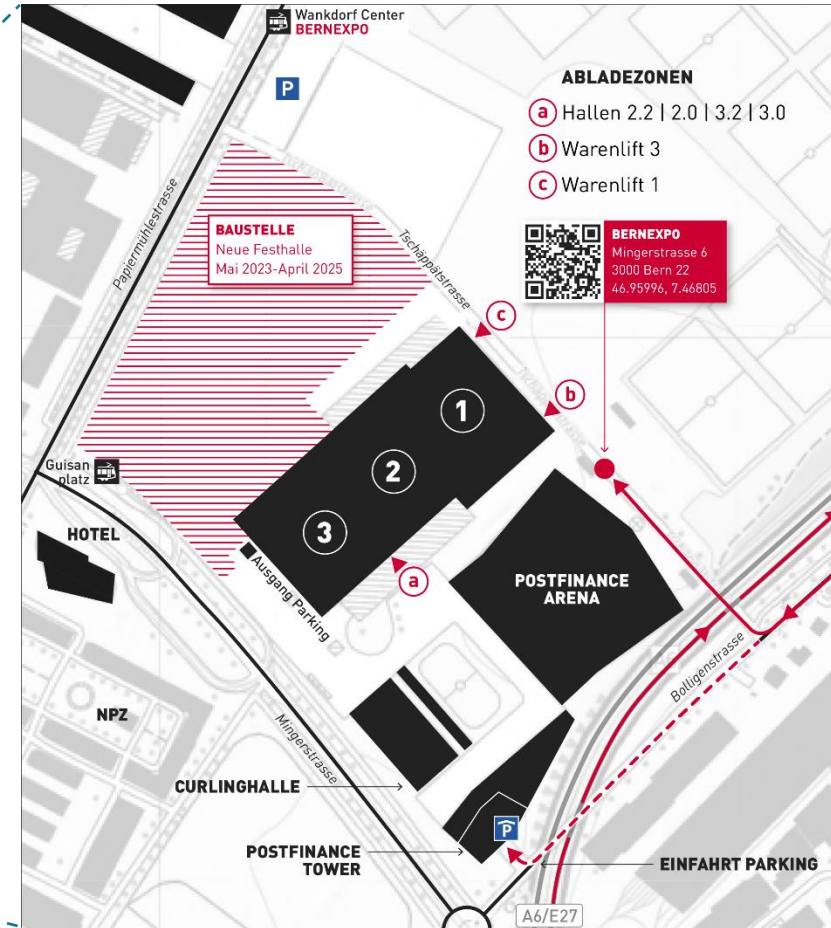 Wankdorf Center
BERNEXPO
P
ABLADEZONEN
a Hallen 2.2 | 2.0 | 3.2 | 3.0
b Warenlift 3
c Warenlift 1
Papiermühlestrasse
BAUSTELLE
Neue Festhalle
Mai 2023-April 2025
Tschäppätstrasse
BERNEXPO
Mingerstrasse 6
3000 Bern 22
46.95996, 7.46805
c
b
1
2
3
a
Guisan
platz
HOTEL
Ausgang Parking
POSTFINANCE
ARENA
Bolligenstrasse
NPZ
Mingerstrasse
CURLINGHALLE
POSTFINANCE
TOWER
P
EINFAHRT PARKING
A6/E27